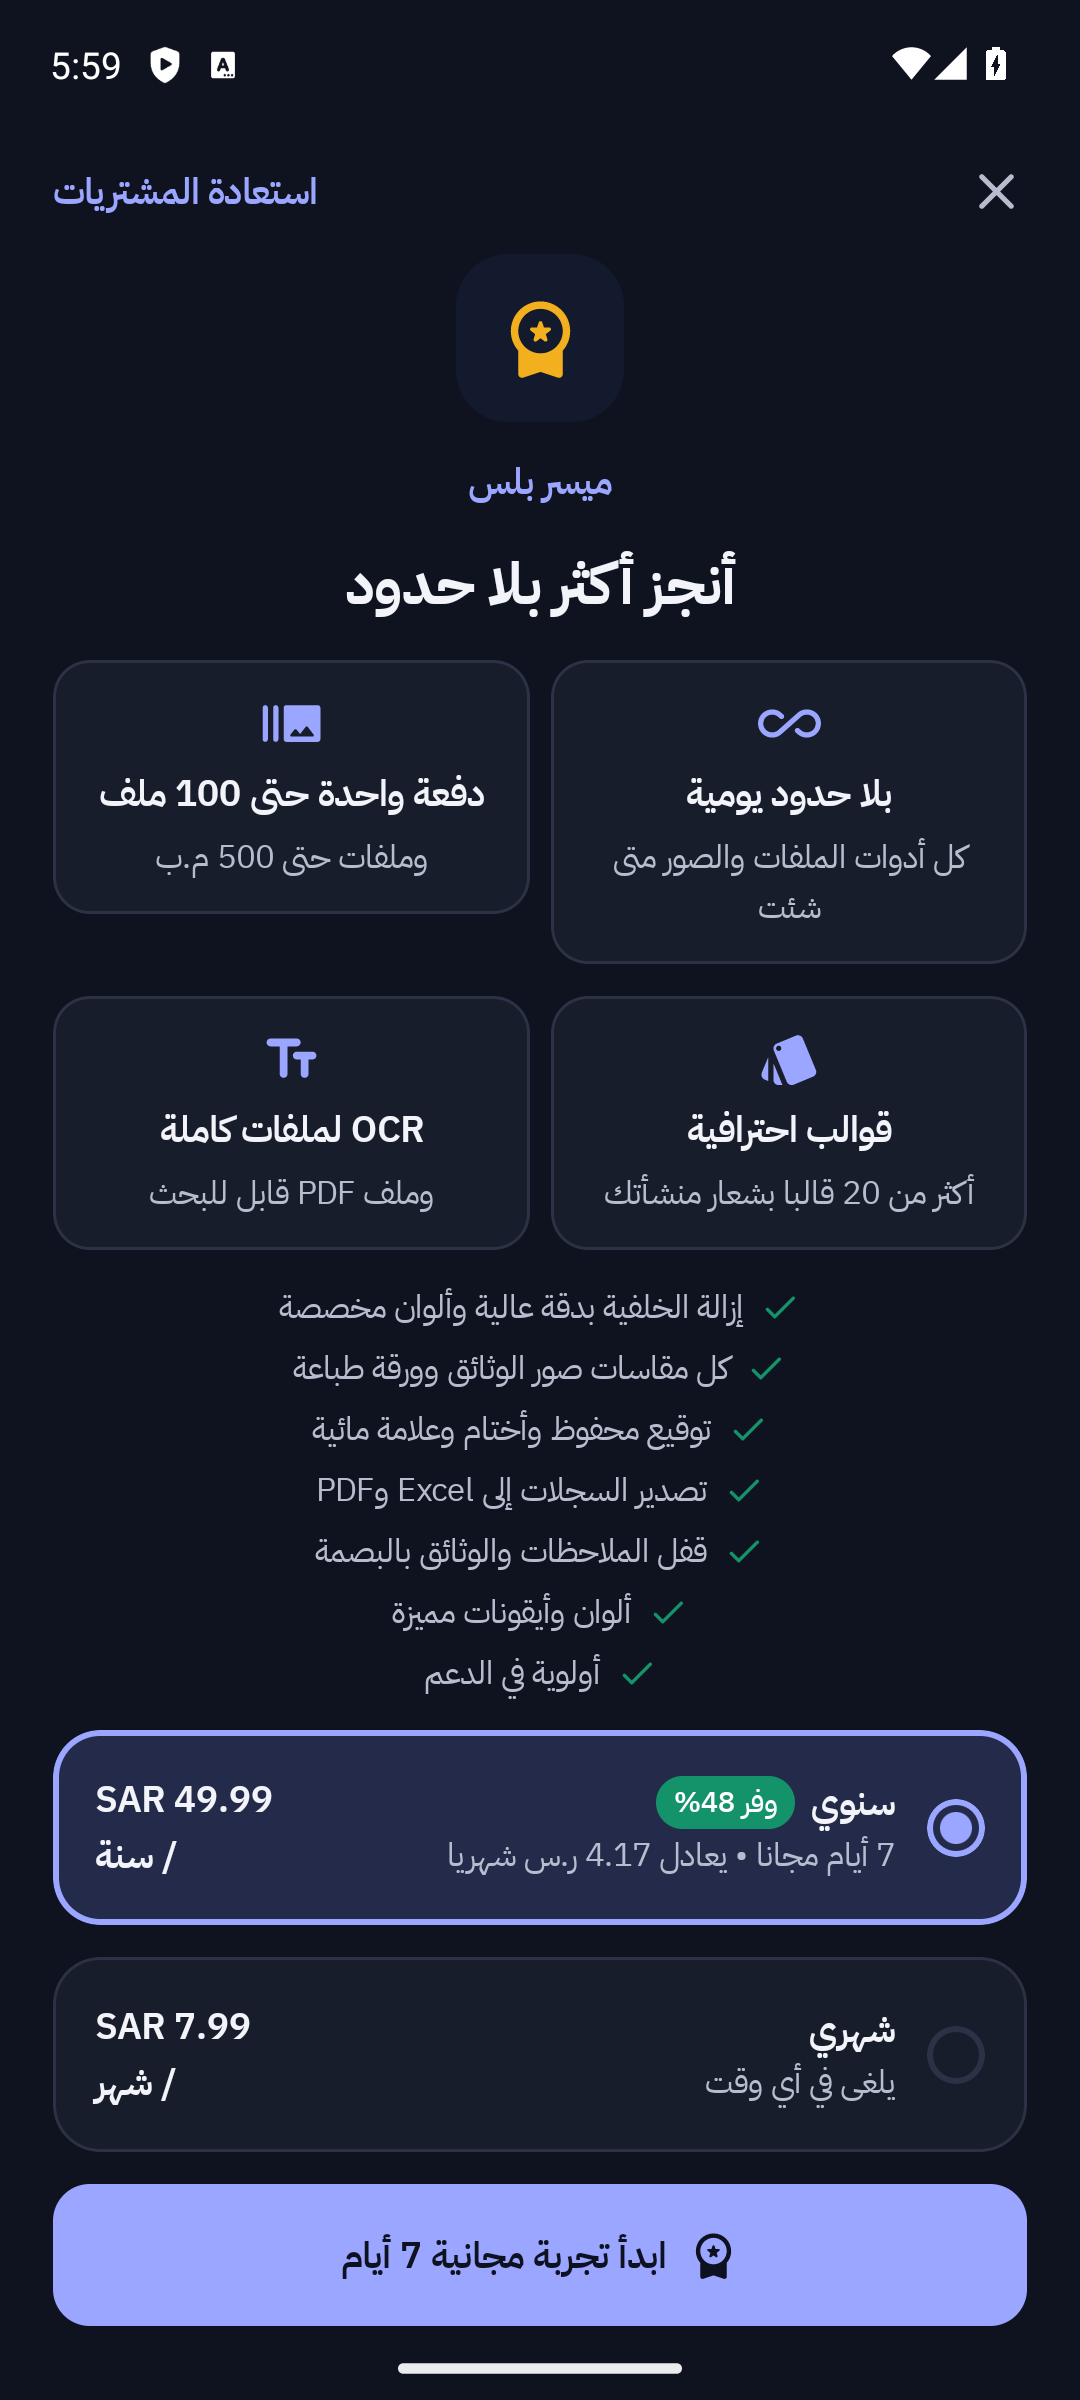 5:59
استعادة المشتريات
ميسر بلس
أنجز أكثر بلا حدود
بلا حدود يومية
كل أدوات الملفات والصور متى
شئت
دفعة واحدة حتى 100 ملف
وملفات حتى 500 م.ب
قوالب احترافية
أكثر من 20 قالبا بشعار منشأتك
OCR لملفات كاملة
وملف PDF قابل للبحث
إزالة الخلفية بدقة عالية وألوان مخصصة
كل مقاسات صور الوثائق وورقة طباعة
توقيع محفوظ وأختام وعلامة مائية
تصدير السجلات إلى Excel وPDF
قفل الملاحظات والوثائق بالبصمة
ألوان وأيقونات مميزة
أولوية في الدعم
سنوي وفر 48%
7 أيام مجانا • يعادل 4.17 ر.س شهريا
SAR 49.99
/ سنة
شهري
يلغى في أي وقت
SAR 7.99
/ شهر
ابدأ تجربة مجانية 7 أيام